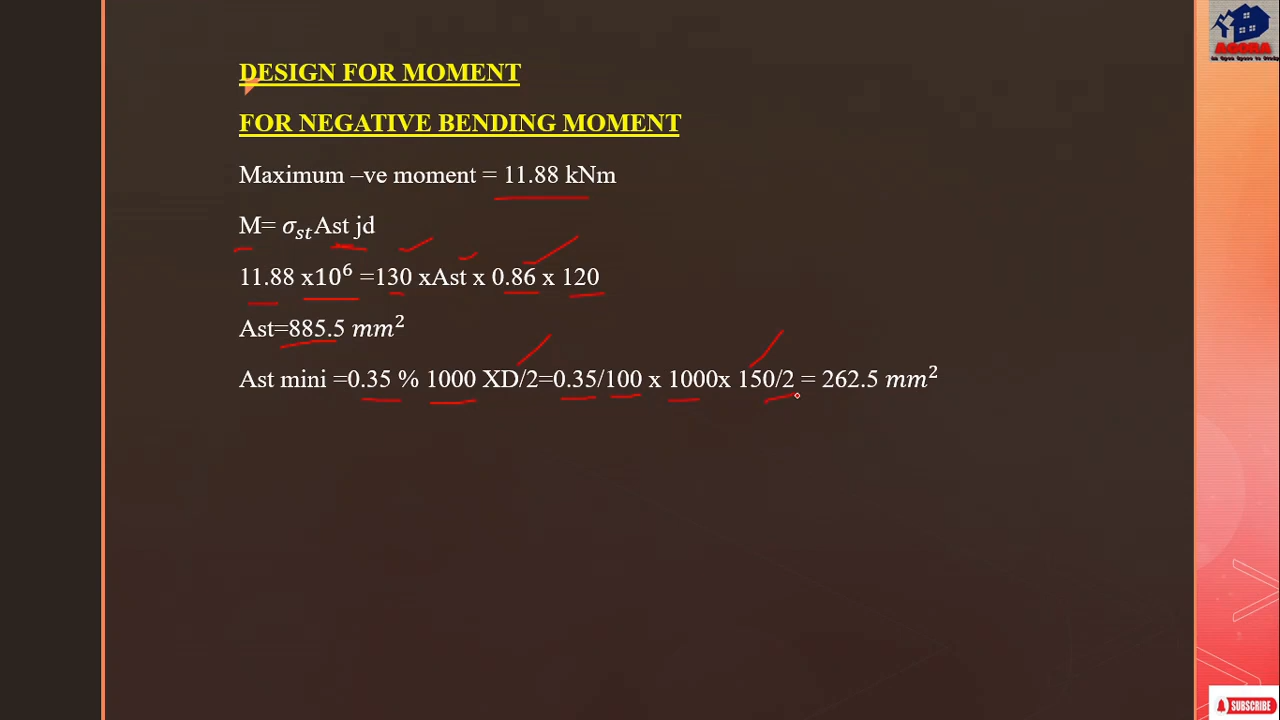 DESIGN FOR MOMENT
FOR NEGATIVE BENDING MOMENT
Maximum –ve moment = 11.88 kNm
M= σ_st Ast jd
11.88 x10⁶ =130 xAst x 0.86 x 120
Ast=885.5 mm²
Ast mini =0.35 % 1000 XD/2=0.35/100 x 1000x 150/2 = 262.5 mm²
AGORA
SUBSCRIBE